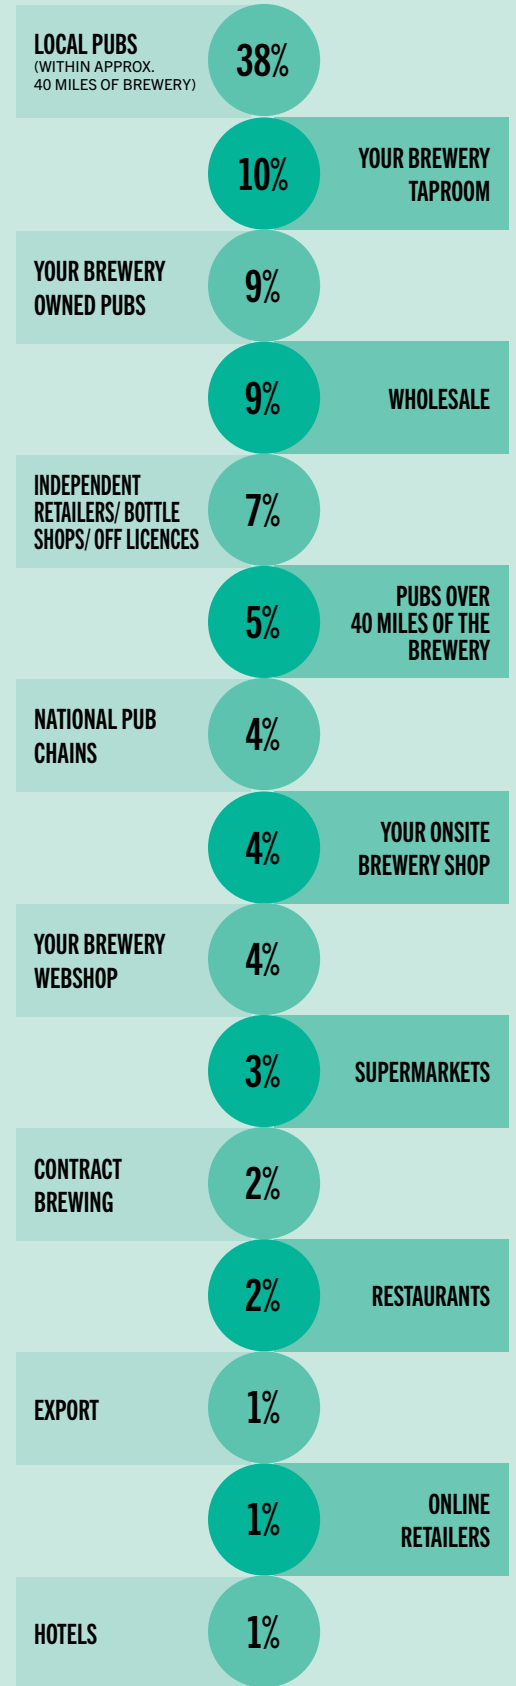 LOCAL PUBS
(WITHIN APPROX.
40 MILES OF BREWERY)
38%
10%
YOUR BREWERY
TAPROOM
YOUR BREWERY
OWNED PUBS
9%
9%
WHOLESALE
INDEPENDENT
RETAILERS/ BOTTLE
SHOPS/ OFF LICENCES
7%
5%
PUBS OVER
40 MILES OF THE
BREWERY
NATIONAL PUB
CHAINS
4%
4%
YOUR ONSITE
BREWERY SHOP
YOUR BREWERY
WEBSHOP
4%
3%
SUPERMARKETS
CONTRACT
BREWING
2%
2%
RESTAURANTS
EXPORT
1%
1%
ONLINE
RETAILERS
HOTELS
1%